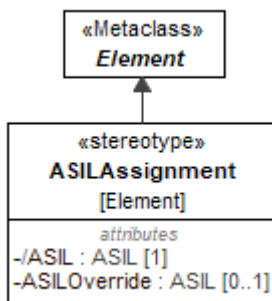 «Metaclass»
Element
«stereotype»
ASILAssignment
[Element]
attributes
-/ASIL : ASIL [1]
-ASILOverride : ASIL [0..1]